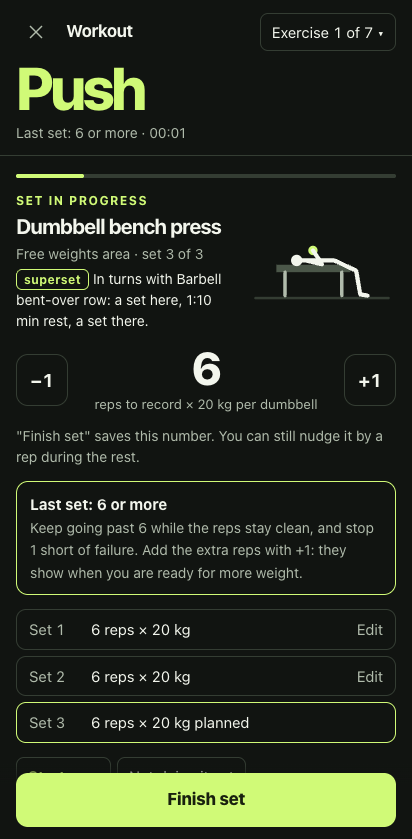 Workout
Exercise 1 of 7
Push
Last set: 6 or more · 00:01
SET IN PROGRESS
Dumbbell bench press
Free weights area · set 3 of 3
superset In turns with Barbell
bent-over row: a set here, 1:10
min rest, a set there.
−1
6
+1
reps to record × 20 kg per dumbbell
"Finish set" saves this number. You can still nudge it by a
rep during the rest.
Last set: 6 or more
Keep going past 6 while the reps stay clean, and stop
1 short of failure. Add the extra reps with +1: they
show when you are ready for more weight.
Set 1 6 reps × 20 kg Edit
Set 2 6 reps × 20 kg Edit
Set 3 6 reps × 20 kg planned
Finish set